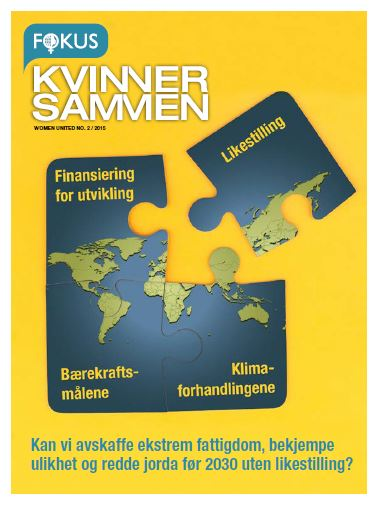 FOKUS
KVINNER
SAMMEN
WOMEN UNITED NO. 2 / 2015
Likestilling
Finansiering
for utvikling
Bærekrafts-
målene
Klima-
forhandlingene
Kan vi avskaffe ekstrem fattigdom, bekjempe
ulikhet og redde jorda før 2030 uten likestilling?